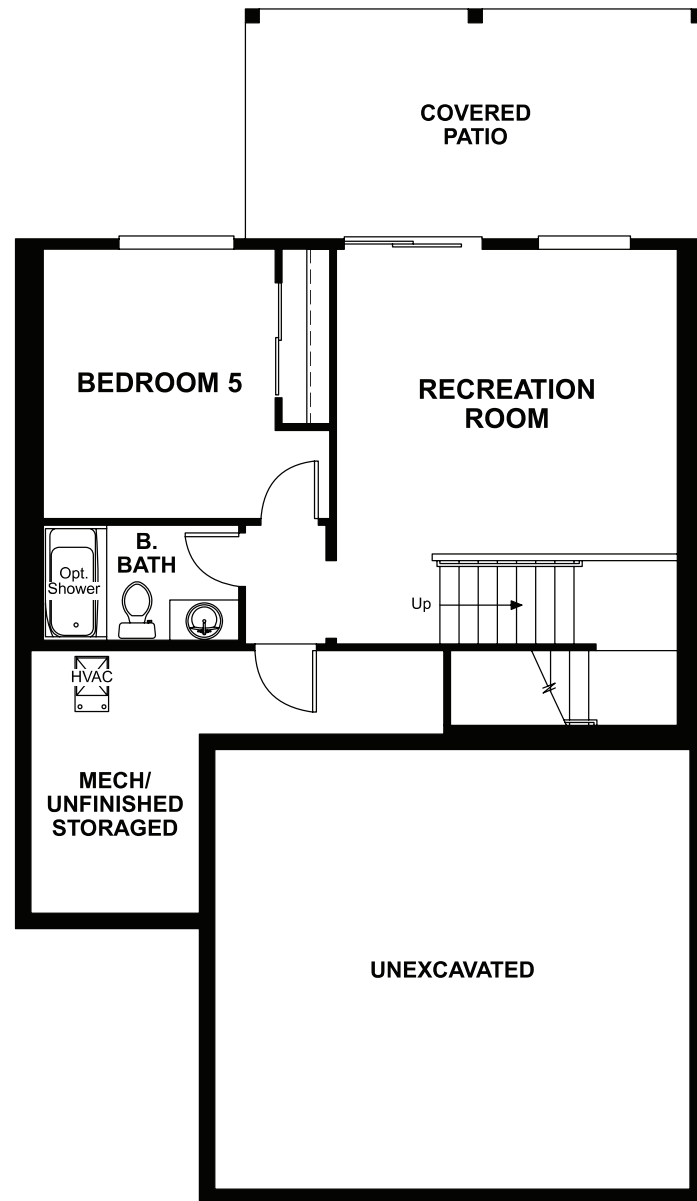 COVERED
PATIO
BEDROOM 5
RECREATION
ROOM
B.
BATH
Opt.
Shower
Up
HVAC
MECH/
UNFINISHED
STORAGED
UNEXCAVATED